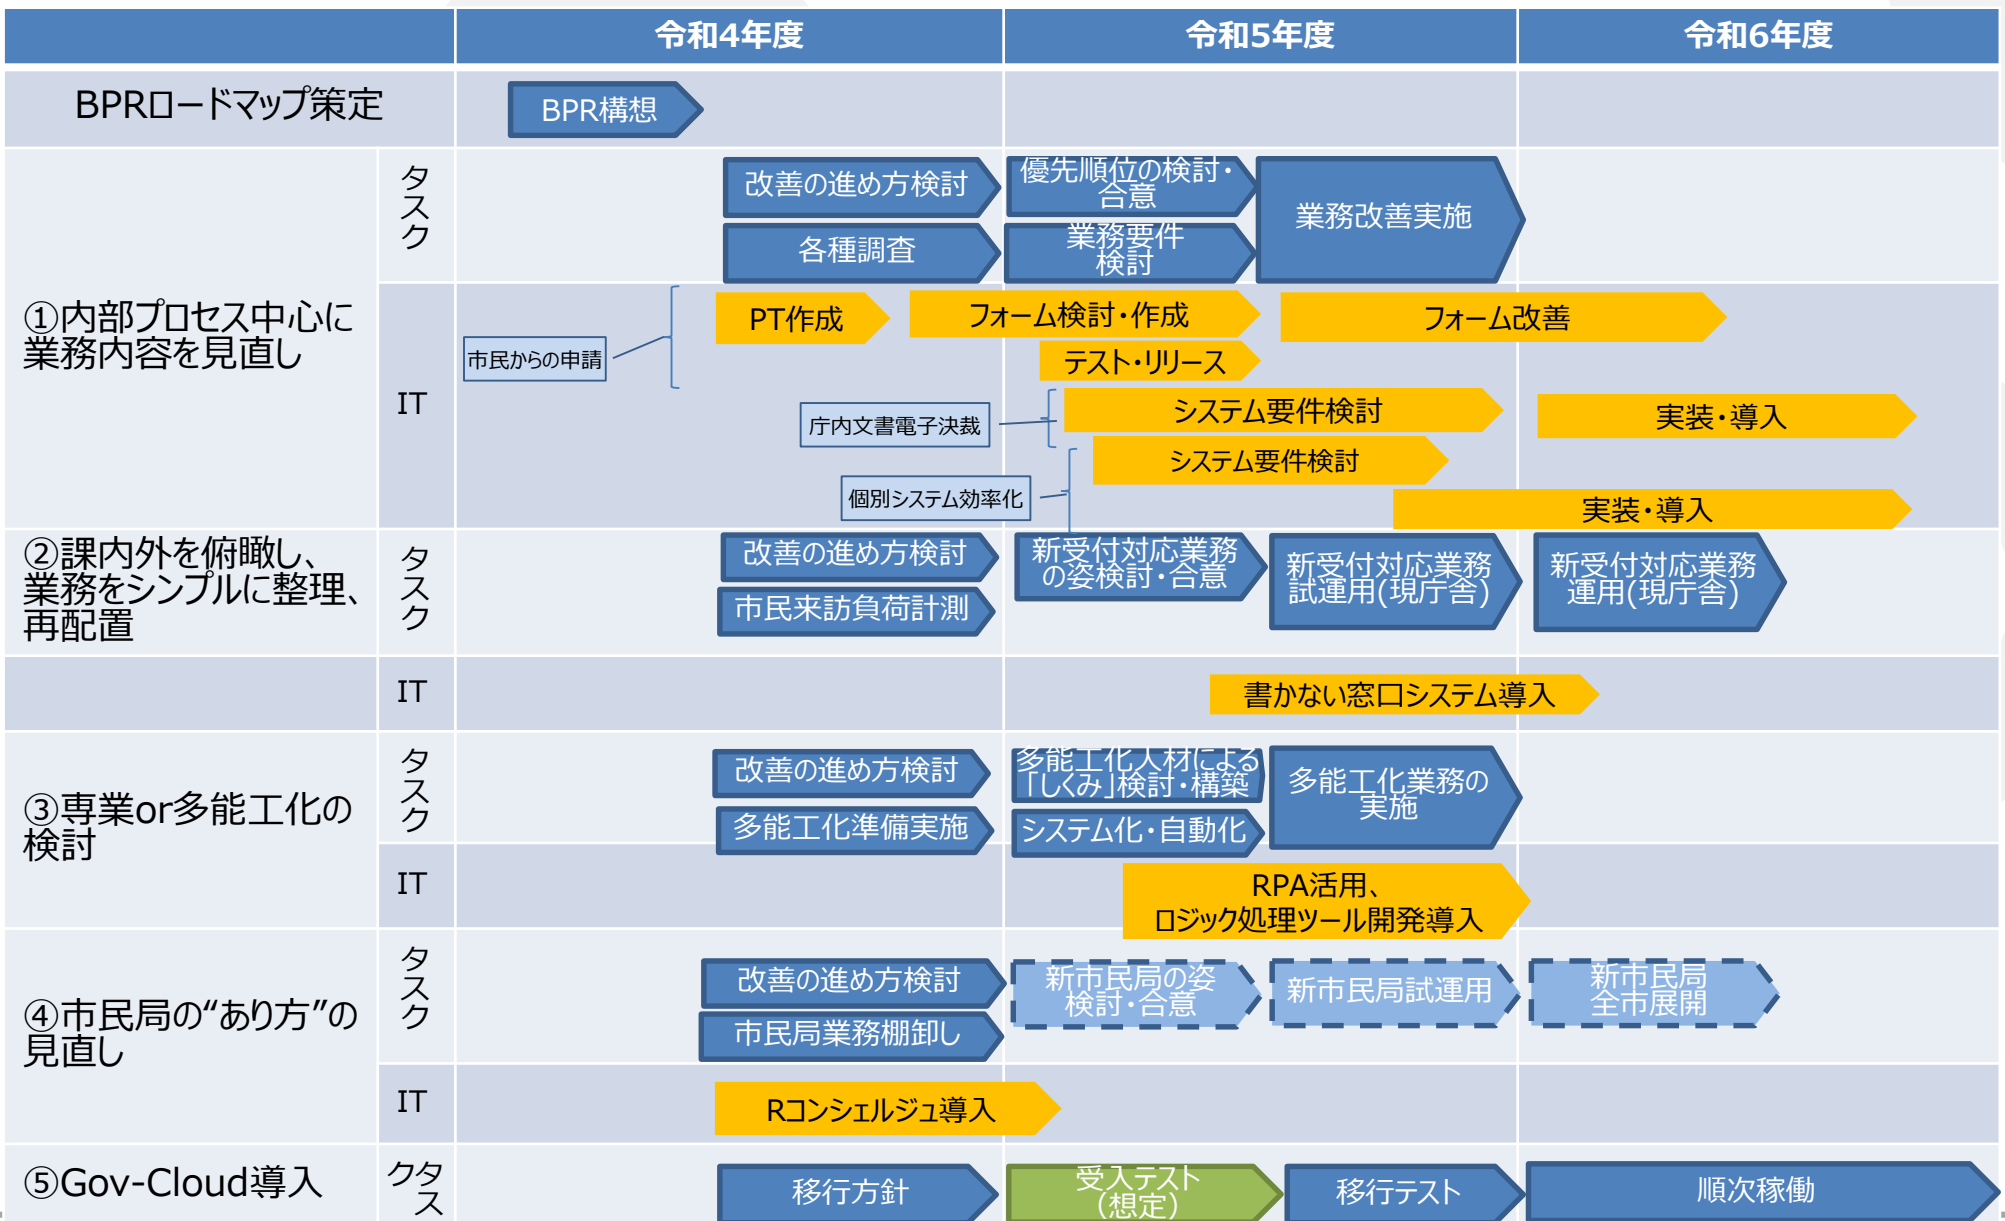 令和4年度
令和5年度
令和6年度
BPRロードマップ策定
BPR構想
①内部プロセス中心に
業務内容を見直し
タスク
改善の進め方検討
優先順位の検討・
合意
業務改善実施
各種調査
業務要件
検討
IT
市民からの申請
PT作成
フォーム検討・作成
フォーム改善
テスト・リリース
庁内文書電子決裁
システム要件検討
実装・導入
個別システム効率化
システム要件検討
実装・導入
②課内外を俯瞰し、
業務をシンプルに整理、
再配置
タスク
改善の進め方検討
市民来訪負荷計測
新受付対応業務
の姿検討・合意
新受付対応業務
試運用(現庁舎)
新受付対応業務
運用(現庁舎)
IT
書かない窓口システム導入
③専業or多能工化の
検討
タスク
改善の進め方検討
多能工化準備実施
多能工化人材による
「しくみ」検討・構築
システム化・自動化
多能工化業務の
実施
IT
RPA活用、
ロジック処理ツール開発導入
④市民局の“あり方”の
見直し
タスク
改善の進め方検討
市民局業務棚卸し
新市民局の姿
検討・合意
新市民局試運用
新市民局
全市展開
IT
Rコンシェルジュ導入
⑤Gov-Cloud導入
タスク
移行方針
受入テスト
（想定）
移行テスト
順次稼働